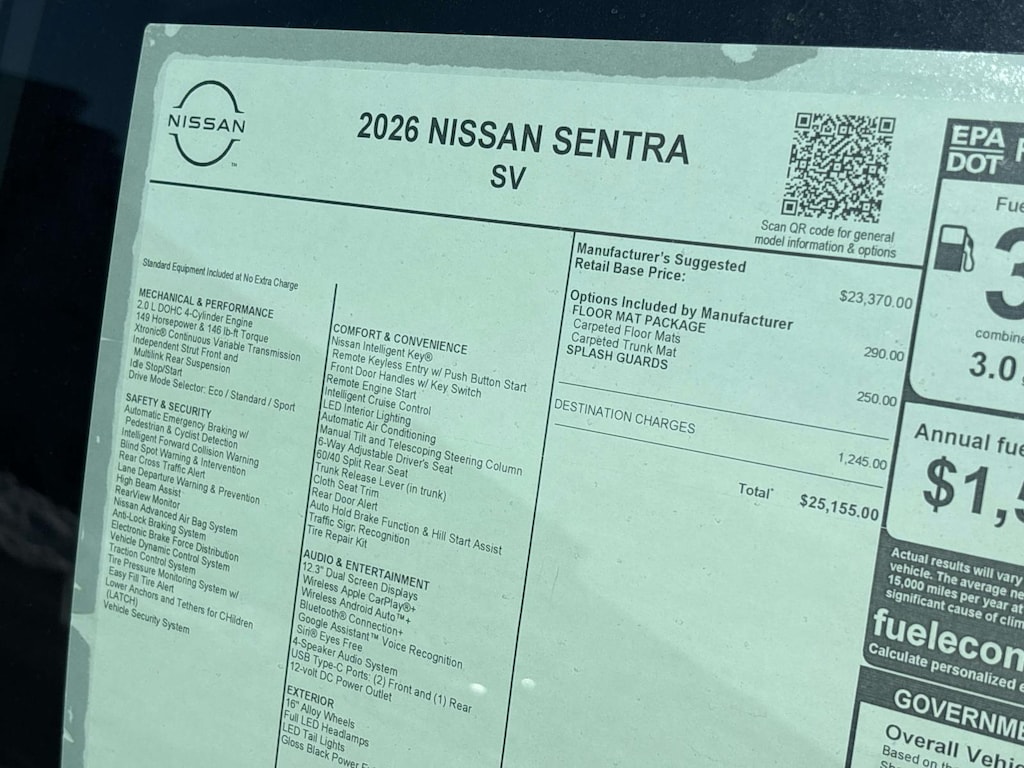 NISSAN
2026 NISSAN SENTRA
SV
Scan QR code for general
model information & options
Standard Equipment Included at No Extra Charge
MECHANICAL & PERFORMANCE
2.0 L DOHC 4-Cylinder Engine
149 Horsepower & 146 lb-ft Torque
Xtronic® Continuous Variable Transmission
Independent Strut Front and
Multilink Rear Suspension
Idle Stop/Start
Drive Mode Selector: Eco / Standard / Sport
SAFETY & SECURITY
Automatic Emergency Braking w/
Pedestrian & Cyclist Detection
Intelligent Forward Collision Warning
Blind Spot Warning & Intervention
Rear Cross Traffic Alert
Lane Departure Warning & Prevention
High Beam Assist
RearView Monitor
Nissan Advanced Air Bag System
Anti-Lock Braking System
Electronic Brake Force Distribution
Vehicle Dynamic Control System
Traction Control System
Tire Pressure Monitoring System w/
Easy Fill Tire Alert
Lower Anchors and Tethers for CHildren
(LATCH)
Vehicle Security System
COMFORT & CONVENIENCE
Nissan Intelligent Key®
Remote Keyless Entry w/ Push Button Start
Front Door Handles w/ Key Switch
Remote Engine Start
Intelligent Cruise Control
LED Interior Lighting
Automatic Air Conditioning
Manual Tilt and Telescoping Steering Column
6-Way Adjustable Driver's Seat
60/40 Split Rear Seat
Trunk Release Lever (in trunk)
Cloth Seat Trim
Rear Door Alert
Auto Hold Brake Function & Hill Start Assist
Traffic Sign Recognition
Tire Repair Kit
AUDIO & ENTERTAINMENT
12.3" Dual Screen Displays
Wireless Apple CarPlay®+
Wireless Android Auto™+
Bluetooth® Connection+
Google Assistant™ Voice Recognition
Siri® Eyes Free
4-Speaker Audio System
USB Type-C Ports: (2) Front and (1) Rear
12-volt DC Power Outlet
EXTERIOR
16" Alloy Wheels
Full LED Headlamps
LED Tail Lights
Gloss Black Power
Manufacturer's Suggested
Retail Base Price: $23,370.00
Options Included by Manufacturer
FLOOR MAT PACKAGE 290.00
Carpeted Floor Mats
Carpeted Trunk Mat
SPLASH GUARDS 250.00
DESTINATION CHARGES 1,245.00
Total* $25,155.00
EPA
DOT
Fue
3
combine
3.0
Annual fue
$1,5
Actual results will vary
vehicle. The average ne
15,000 miles per year at
significant cause of clim
fuelecon
Calculate personalized e
GOVERNME
Overall Vehic
Based on the